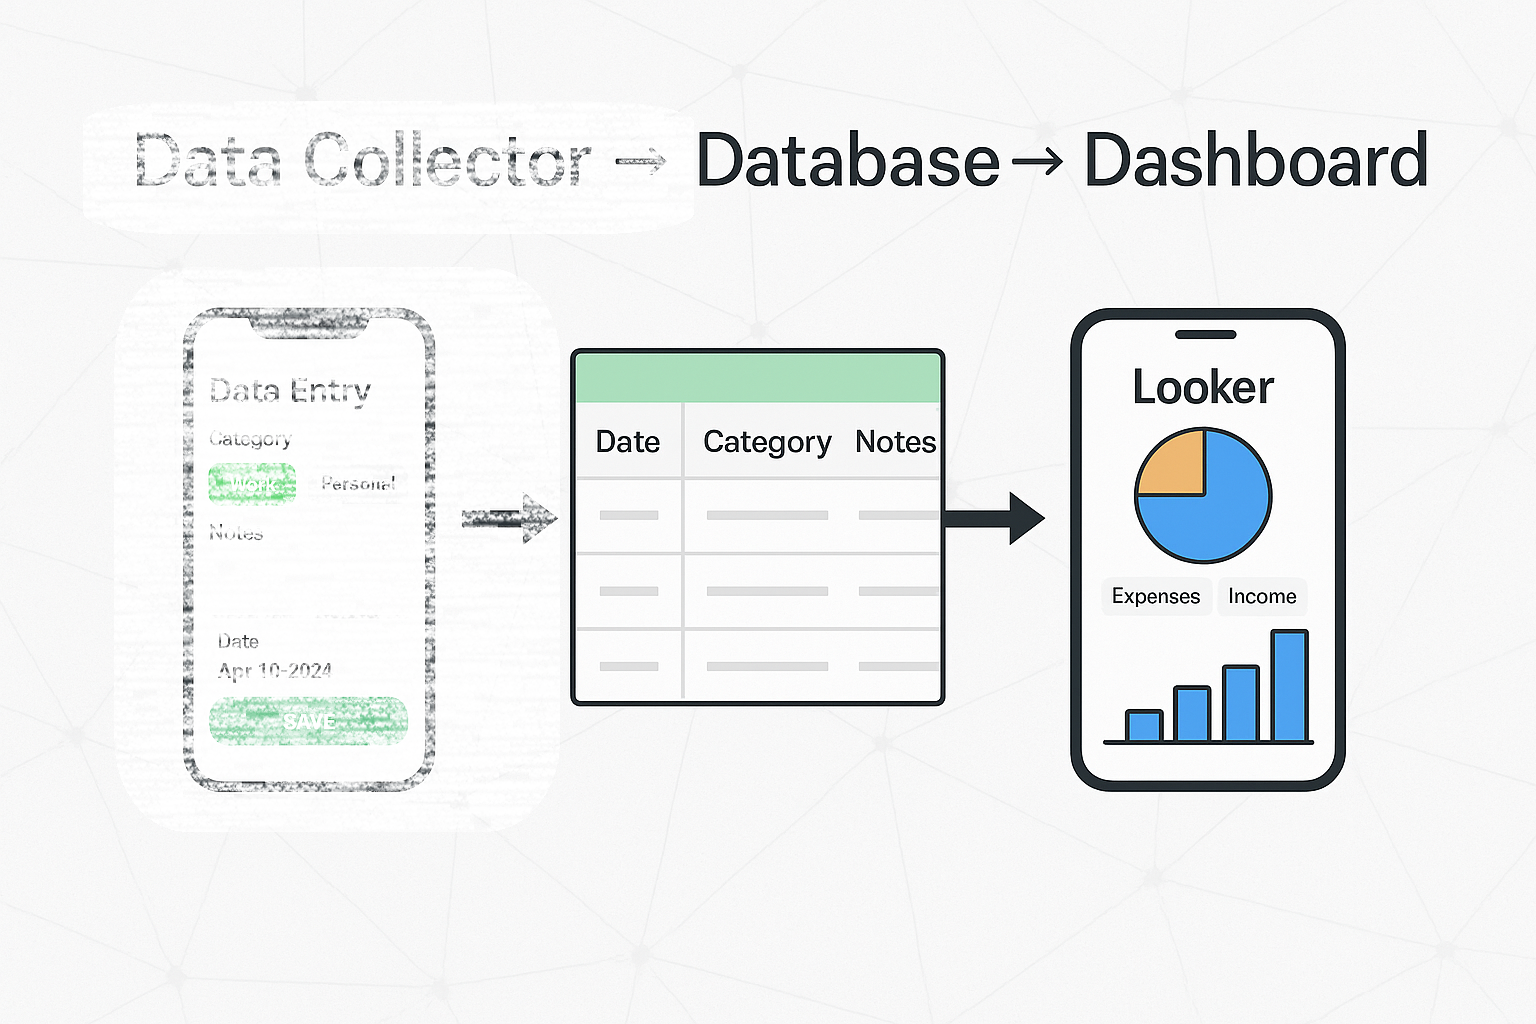 Data Collector → Database → Dashboard
Data Entry
Category
Work Personal
Notes
Date
Apr 10-2024
SAVE
Date Category Notes
Looker
Expenses Income